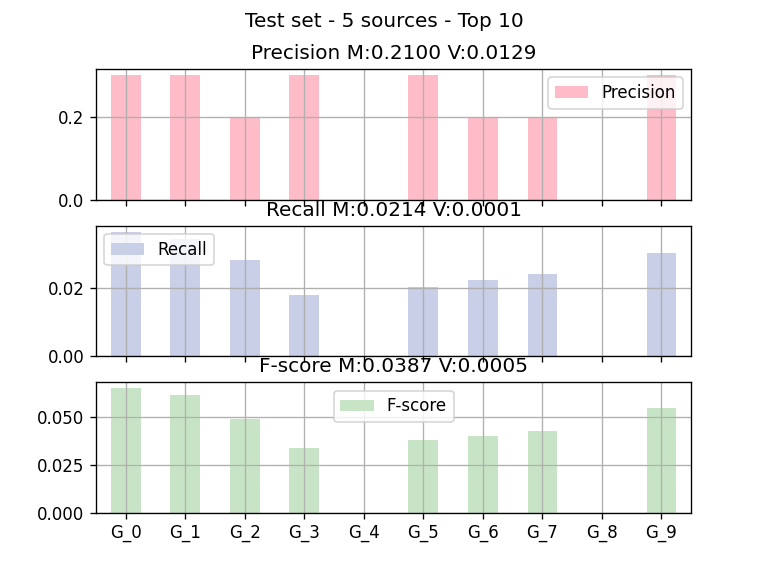 Test set - 5 sources - Top 10
Precision M:0.2100 V:0.0129
Precision
0.2
0.0
Recall M:0.0214 V:0.0001
Recall
0.02
0.00
F-score M:0.0387 V:0.0005
F-score
0.050
0.025
0.000
G_0 G_1 G_2 G_3 G_4 G_5 G_6 G_7 G_8 G_9